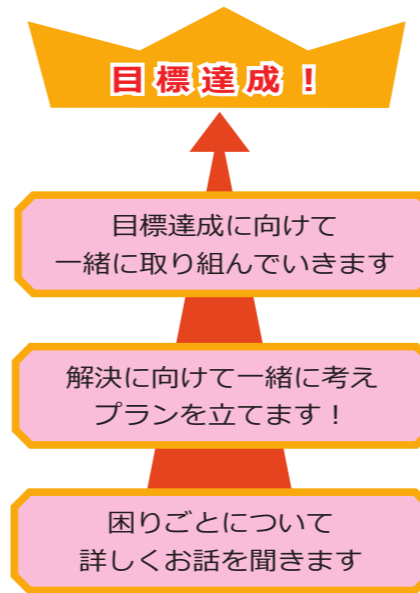 目標達成！
目標達成に向けて
一緒に取り組んでいきます
解決に向けて一緒に考え
プランを立てます！
困りごとについて
詳しくお話を聞きます